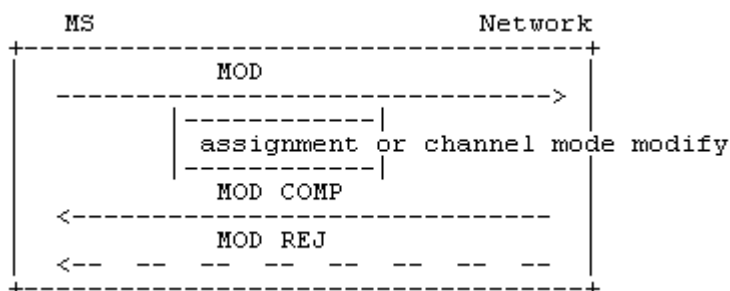 MS Network
MOD
assignment or channel mode modify
MOD COMP
MOD REJ